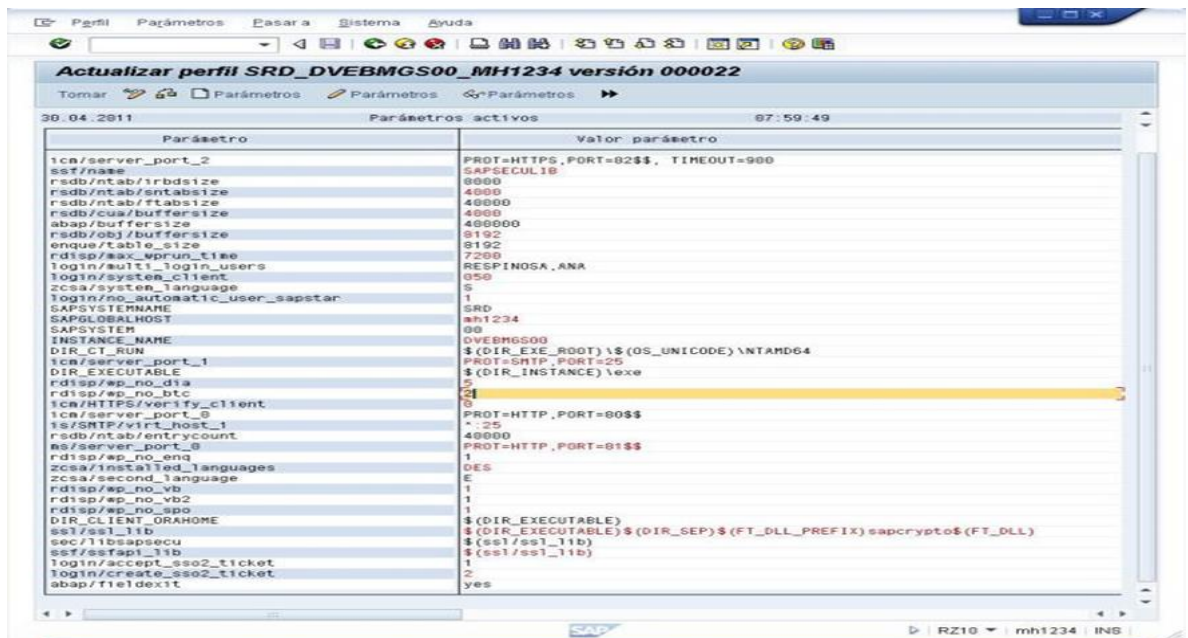 Perfil Parámetros Pasar a Sistema Ayuda
Actualizar perfil SRD_DVEBMGS00_MH1234 versión 000022
Tomar Parámetros Parámetros Parámetros
30.04.2011 Parámetros activos 07:59:49
Parámetro Valor parámetro
icm/server_port_2 PROT=HTTPS,PORT=82$$, TIMEOUT=900
ssf/name SAPSECULIB
rsdb/ntab/irbdsize 8000
rsdb/ntab/sntabsize 4000
rsdb/ntab/ftabsize 40000
rsdb/cua/buffersize 4000
abap/buffersize 400000
rsdb/obj/buffersize 8192
enque/table_size 8192
rdisp/max_wprun_time 7200
login/multi_login_users RESPINOSA,ANA
login/system_client 050
zcsa/system_language S
login/no_automatic_user_sapstar 1
SAPSYSTEMNAME SRD
SAPGLOBALHOST mh1234
SAPSYSTEM 00
INSTANCE_NAME DVEBMGS00
DIR_CT_RUN $(DIR_EXE_ROOT)\$(OS_UNICODE)\NTAMD64
icm/server_port_1 PROT=SMTP,PORT=25
DIR_EXECUTABLE $(DIR_INSTANCE)\exe
rdisp/wp_no_dia 5
rdisp/wp_no_btc 2
icm/HTTPS/verify_client 0
icm/server_port_0 PROT=HTTP,PORT=80$$
is/SMTP/virt_host_1 *:25
rsdb/ntab/entrycount 40000
ms/server_port_0 PROT=HTTP,PORT=81$$
rdisp/wp_no_enq 1
zcsa/installed_languages DES
zcsa/second_language E
rdisp/wp_no_vb 1
rdisp/wp_no_vb2 1
rdisp/wp_no_spo 1
DIR_CLIENT_ORAHOME $(DIR_EXECUTABLE)
ssl/ssl_lib $(DIR_EXECUTABLE)$(DIR_SEP)$(FT_DLL_PREFIX)sapcrypto$(FT_DLL)
sec/libsapsecu $(ssl/ssl_lib)
ssf/ssfapi_lib $(ssl/ssl_lib)
login/accept_sso2_ticket 1
login/create_sso2_ticket 2
abap/fieldexit yes
SAP RZ10 mh1234 INS